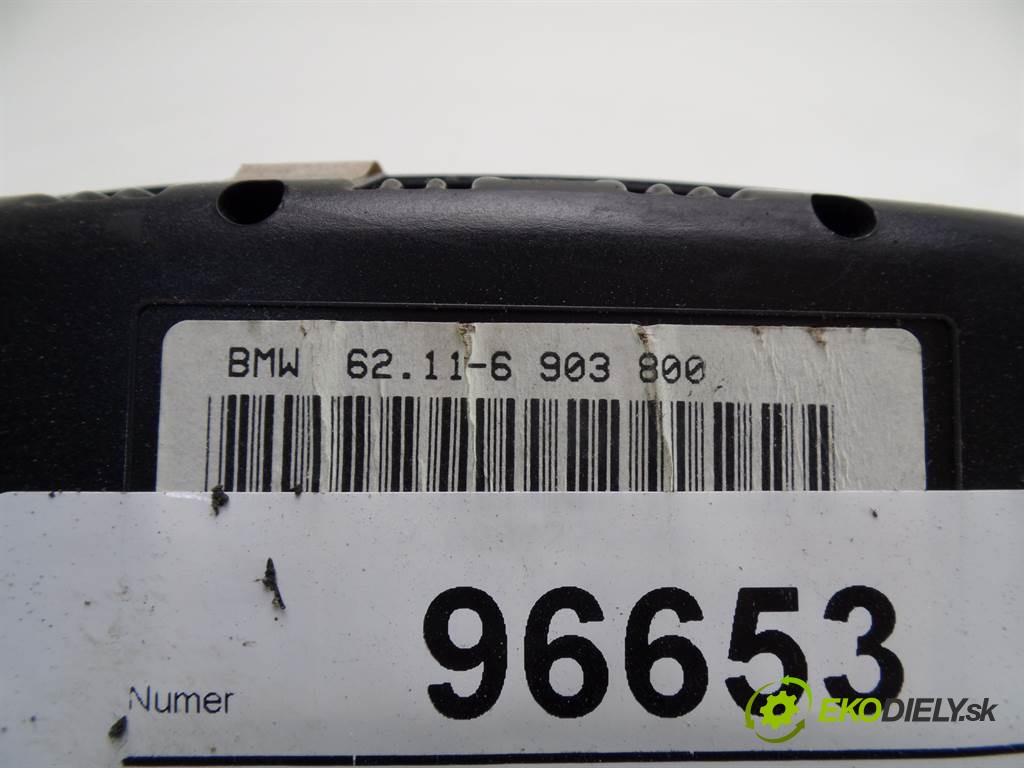 BMW 62.11-6 903 800
96653
Numer
EKODIELY.sk